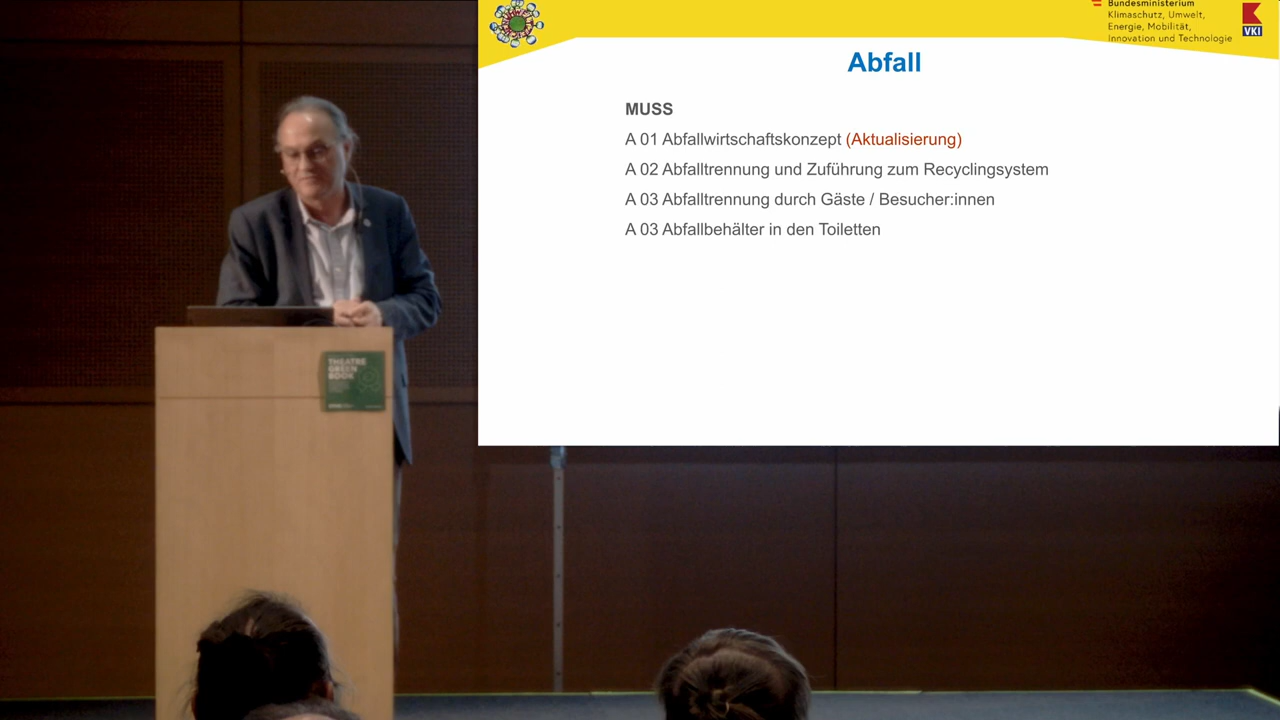 Bundesministerium
Klimaschutz, Umwelt,
Energie, Mobilität,
Innovation und Technologie
VKI
Abfall
MUSS
A 01 Abfallwirtschaftskonzept (Aktualisierung)
A 02 Abfalltrennung und Zuführung zum Recyclingsystem
A 03 Abfalltrennung durch Gäste / Besucher:innen
A 03 Abfallbehälter in den Toiletten
THEATRE
GREEN
BOOK